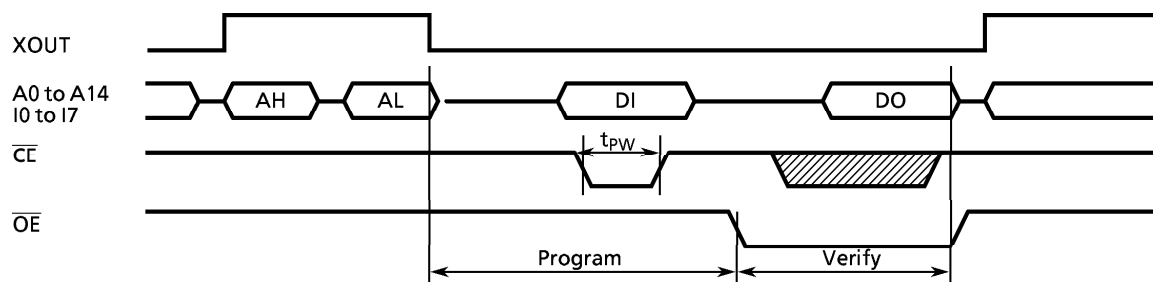 XOUT
A0 to A14
I0 to I7
AH AL DI DO
CE
tPW
OE
Program Verify